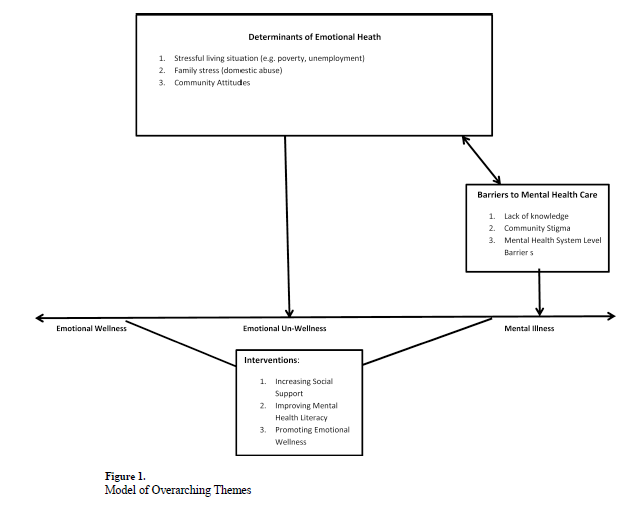 Determinants of Emotional Heath
1. Stressful living situation (e.g. poverty, unemployment)
2. Family stress (domestic abuse)
3. Community Attitudes
Barriers to Mental Health Care
1. Lack of knowledge
2. Community Stigma
3. Mental Health System Level
Barrier s
Emotional Wellness
Emotional Un-Wellness
Mental Illness
Interventions:
1. Increasing Social
Support
2. Improving Mental
Health Literacy
3. Promoting Emotional
Wellness
Figure 1.
Model of Overarching Themes